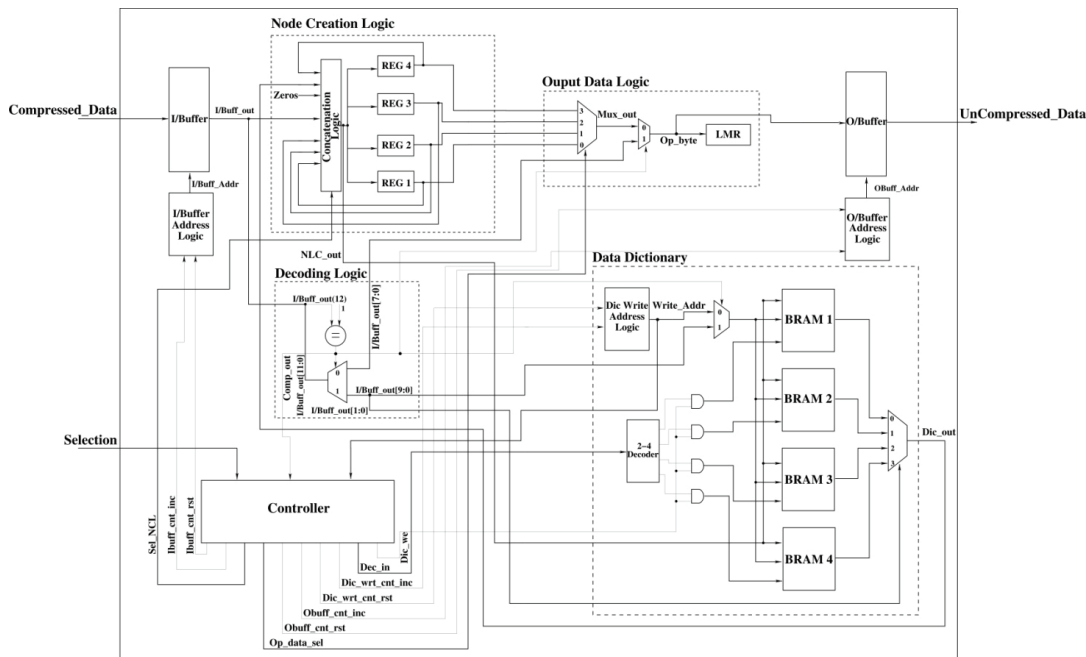 Node Creation Logic
REG 4
Ouput Data Logic
I/Buffer
Zeros
REG 3
Compressed_Data
I/Buff_out
Concatenation
Logic
REG 2
REG 1
3
2
1
0
Mux_out
0
1
Op_byte
LMR
O/Buffer
UnCompressed_Data
I/Buff_Addr
OBuff_Addr
I/Buffer
Address
Logic
O/Buffer
Address
Logic
NLC_out
Decoding Logic
Data Dictionary
I/Buff_out(12)
1
=
I/Buff_out[7:0]
Dic Write
Address
Logic
Write_Addr
0
1
BRAM 1
Comp_out
I/Buff_out[11:0]
0
1
I/Buff_out[9:0]
I/Buff_out[1:0]
BRAM 2
2-4
Decoder
0
1
2
3
Dic_out
Selection
BRAM 3
Controller
Sel_NCL
Ibuff_cnt_inc
Ibuff_cnt_rst
Dic_we
Dec_in
BRAM 4
Dic_wrt_cnt_inc
Dic_wrt_cnt_rst
Obuff_cnt_inc
Obuff_cnt_rst
Op_data_sel